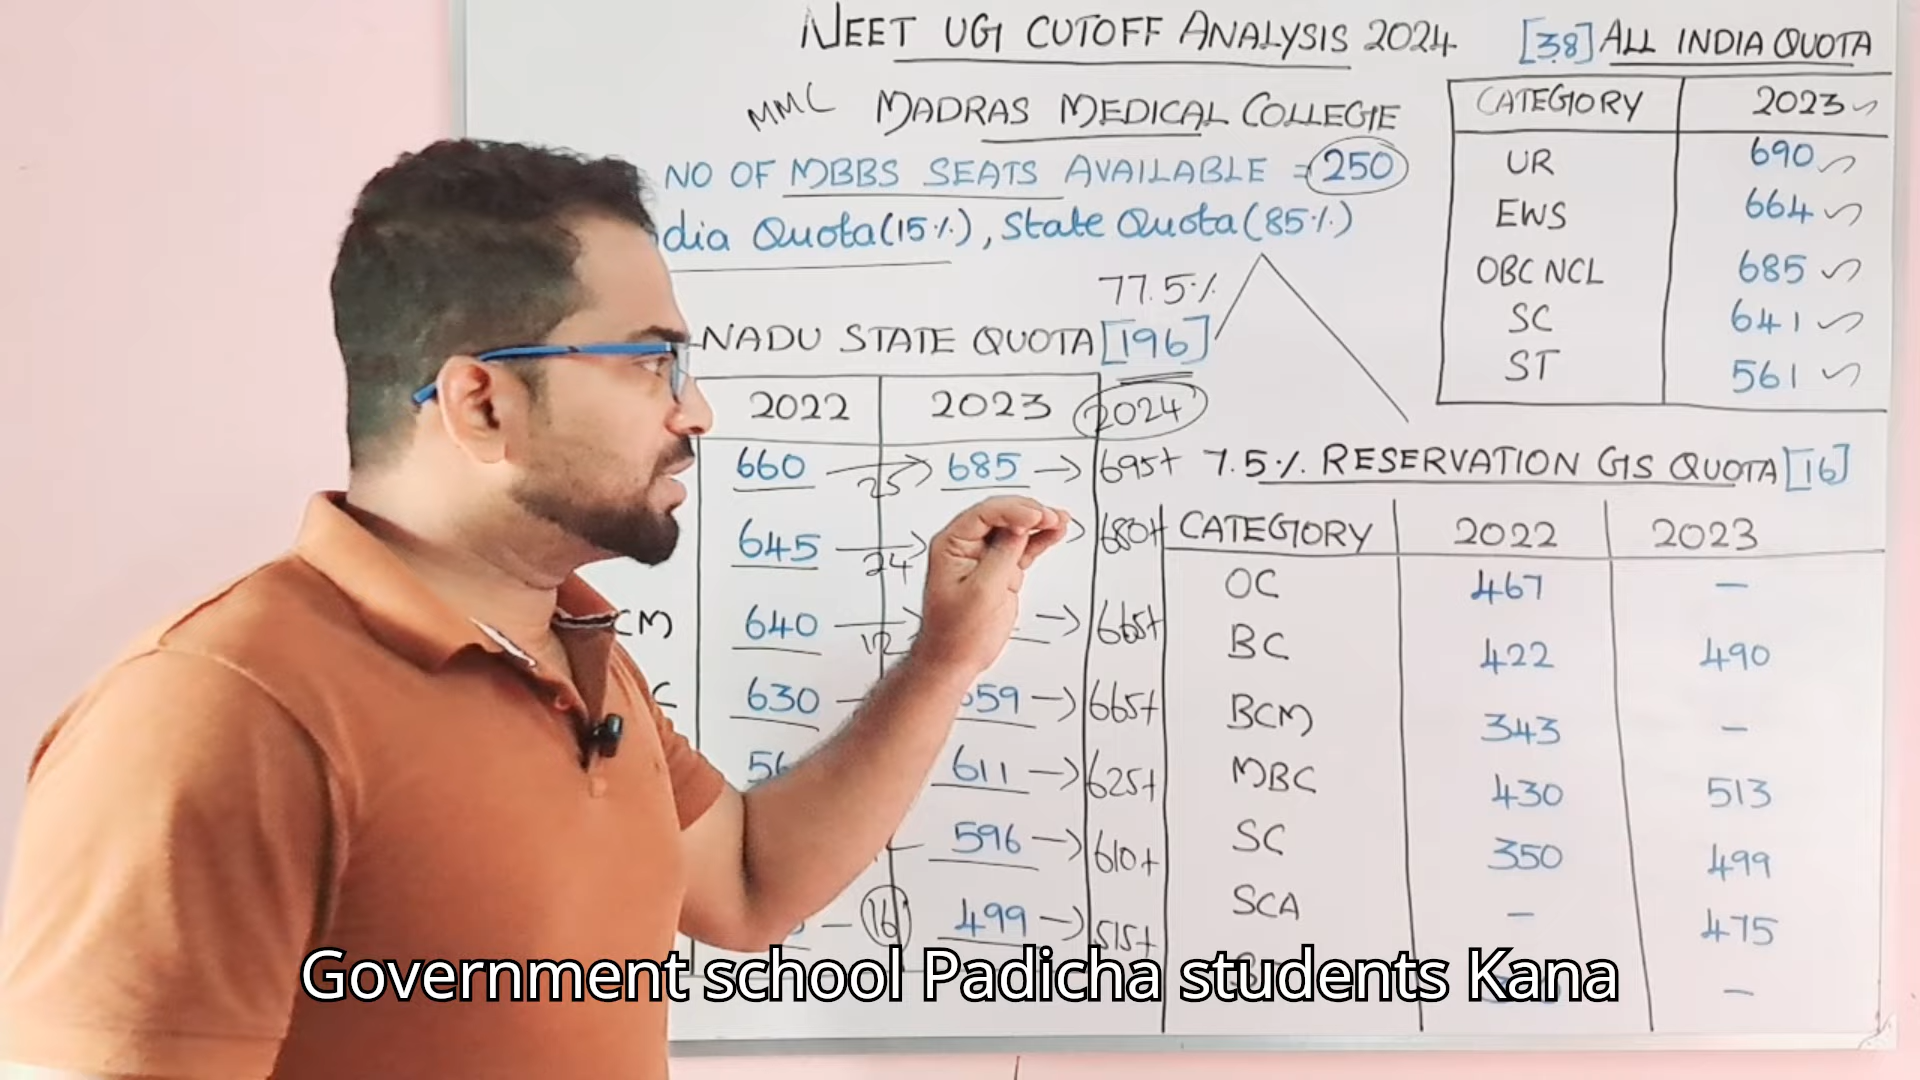 NEET UG CUTOFF ANALYSIS 2024
MMC MADRAS MEDICAL COLLEGE
NO OF MBBS SEATS AVAILABLE = 250
dia Quota(15%), State Quota(85%)
77.5%
NADU STATE QUOTA [196]
2022 2023 2024
660 25 685 695+
645 24 680+
CM 640 12 665+
C 630 659 665+
56 611 625+
596 610+
16 499 515+
[38] ALL INDIA QUOTA
CATEGORY 2023
UR 690
EWS 664
OBC NCL 685
SC 641
ST 561
7.5% RESERVATION GS QUOTA [16]
CATEGORY 2022 2023
OC 467 –
BC 422 490
BCM 343 –
MBC 430 513
SC 350 499
SCA – 475
–
Government school Padicha students Kana